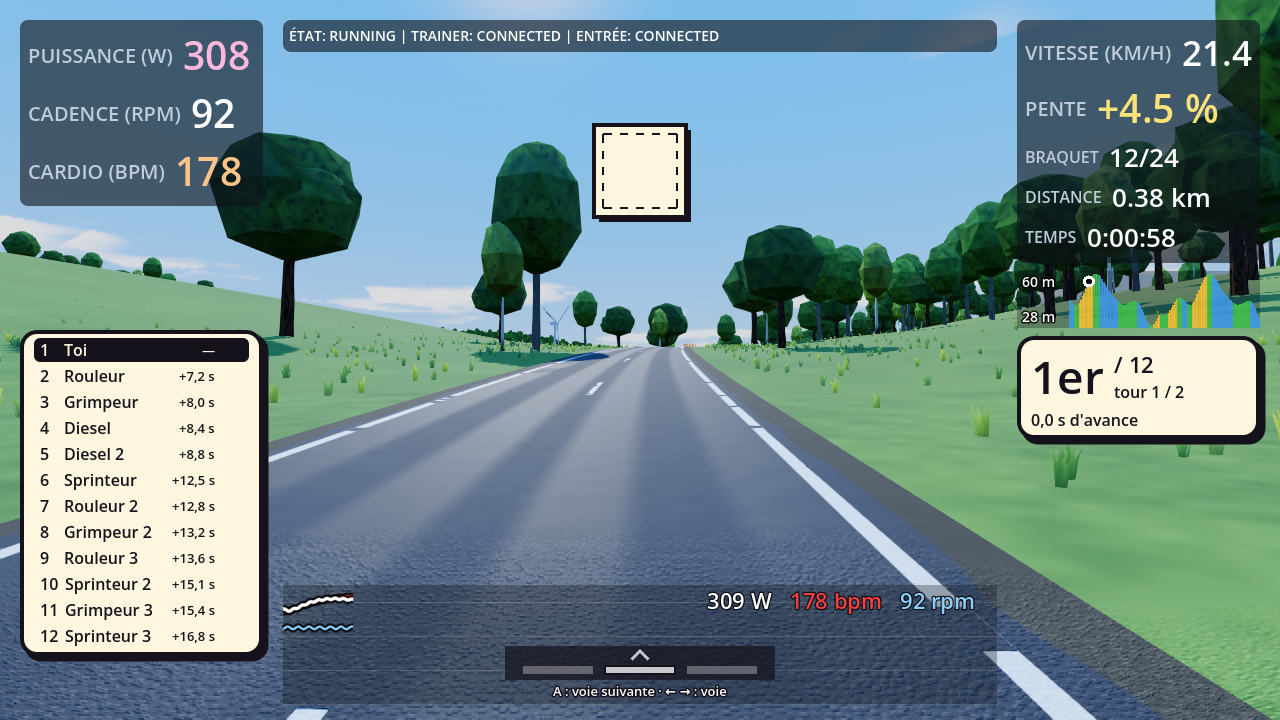 PUISSANCE (W) 308
CADENCE (RPM) 92
CARDIO (BPM) 178
ÉTAT: RUNNING | TRAINER: CONNECTED | ENTRÉE: CONNECTED
VITESSE (KM/H) 21.4
PENTE +4.5 %
BRAQUET 12/24
DISTANCE 0.38 km
TEMPS 0:00:58
60 m
28 m
1er / 12
tour 1 / 2
0,0 s d'avance
1 Toi —
2 Rouleur +7,2 s
3 Grimpeur +8,0 s
4 Diesel +8,4 s
5 Diesel 2 +8,8 s
6 Sprinteur +12,5 s
7 Rouleur 2 +12,8 s
8 Grimpeur 2 +13,2 s
9 Rouleur 3 +13,6 s
10 Sprinteur 2 +15,1 s
11 Grimpeur 3 +15,4 s
12 Sprinteur 3 +16,8 s
309 W 178 bpm 92 rpm
A : voie suivante · ← → : voie